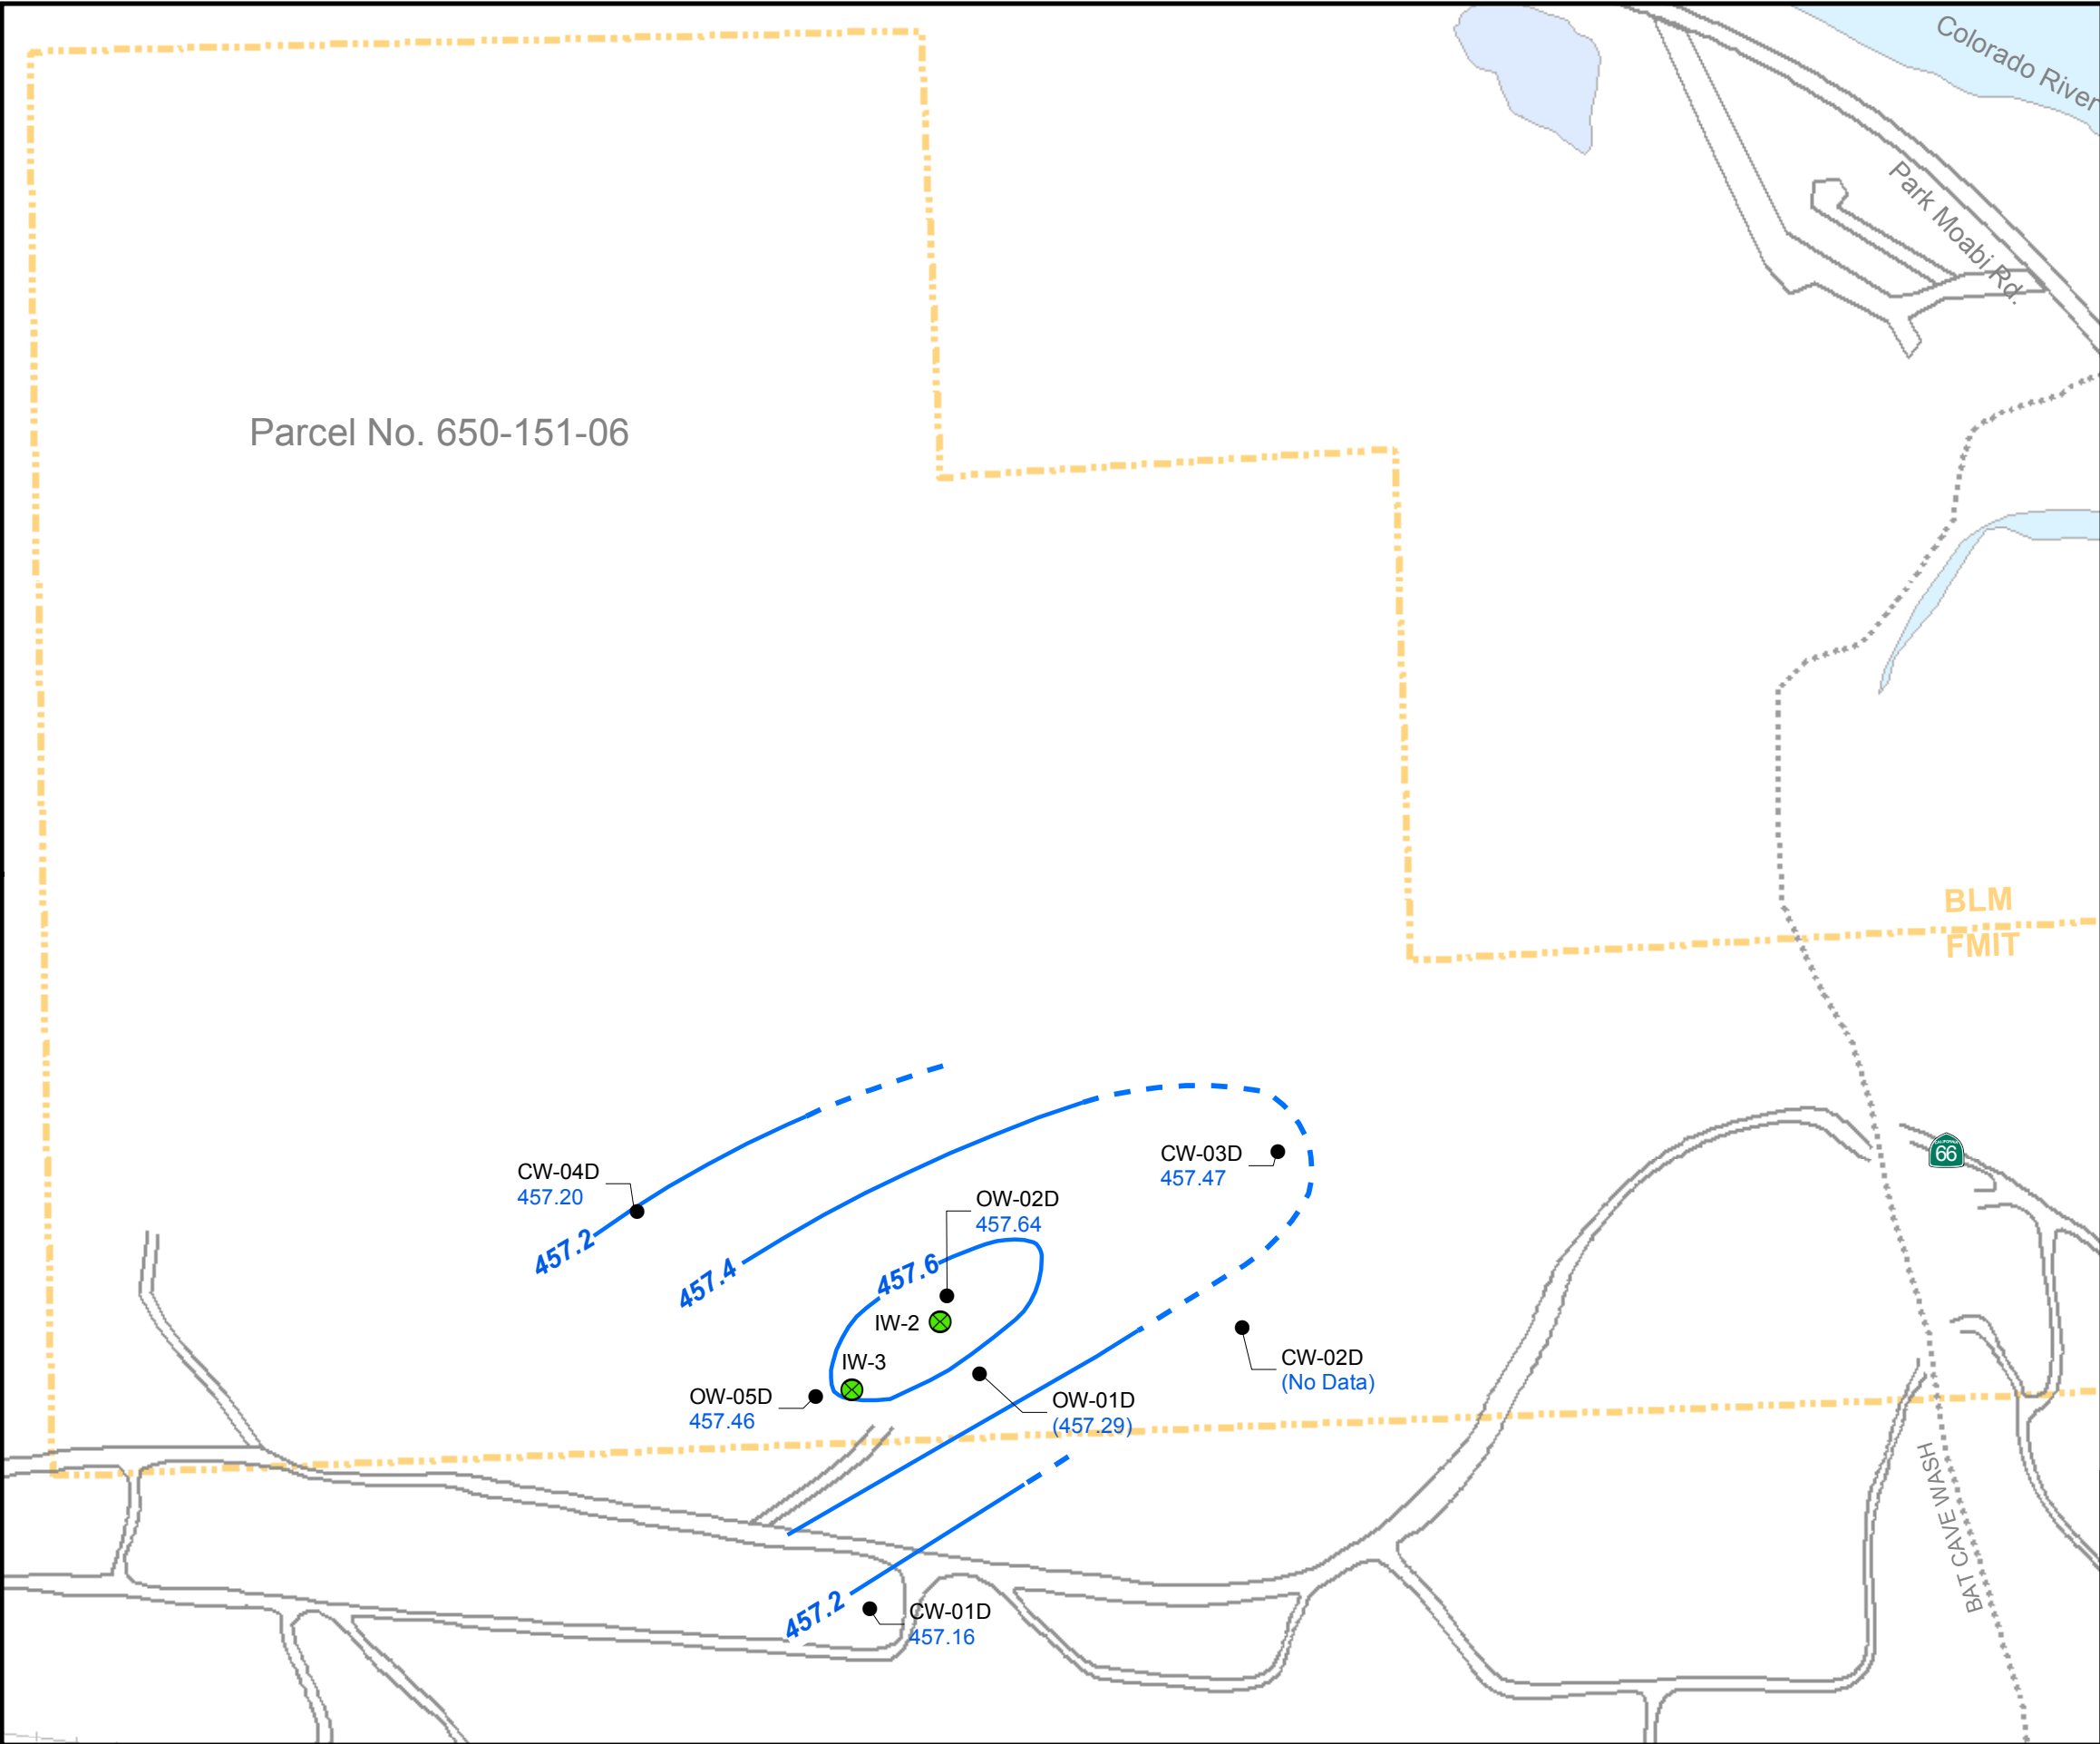 Colorado River
Park Moabi Rd.
Parcel No. 650-151-06
BLM
FMIT
CALIFORNIA
66
CW-04D
457.20
457.2
457.4
CW-03D
457.47
OW-02D
457.64
457.6
IW-2
IW-3
OW-05D
457.46
OW-01D
(457.29)
CW-02D
(No Data)
457.2
CW-01D
457.16
BAT CAVE WASH